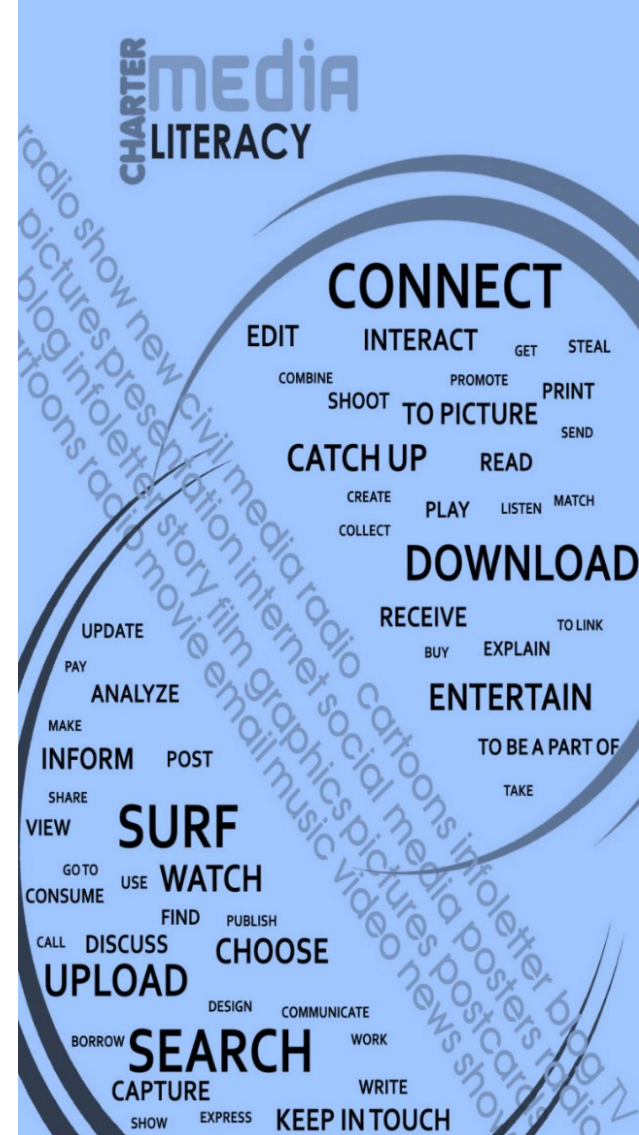 CHARTER
MEDIA
LITERACY
radio show new civil media radio cartoons infoletter blog TV
pictures presentation internet social media posters radio
blog infoletter story film graphics pictures postcards
cartoons radio movie email music video news show
CONNECT
EDIT INTERACT GET STEAL
COMBINE SHOOT PROMOTE PRINT
TO PICTURE SEND
CATCH UP READ
CREATE PLAY LISTEN MATCH
COLLECT
DOWNLOAD
RECEIVE TO LINK
BUY EXPLAIN
ENTERTAIN
TO BE A PART OF
TAKE
UPDATE
PAY
ANALYZE
MAKE
INFORM POST
SHARE
VIEW SURF
GO TO
CONSUME USE WATCH
FIND PUBLISH
CALL DISCUSS CHOOSE
UPLOAD
DESIGN COMMUNICATE
BORROW SEARCH WORK
CAPTURE WRITE
SHOW EXPRESS KEEP IN TOUCH